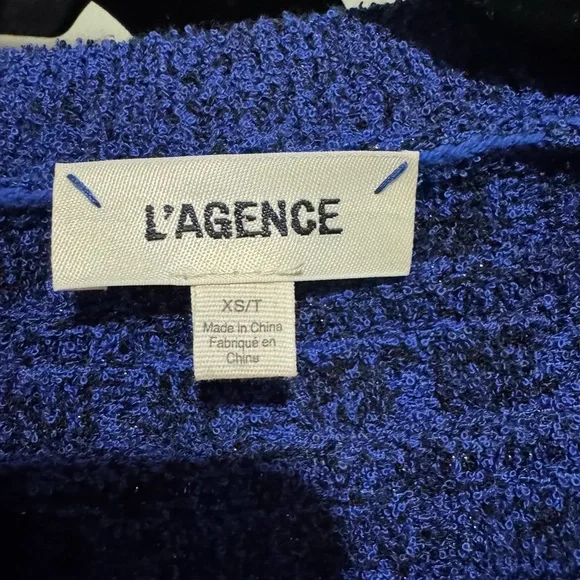 L'AGENCE
XS/T
Made in China
Fabriqué en
Chine